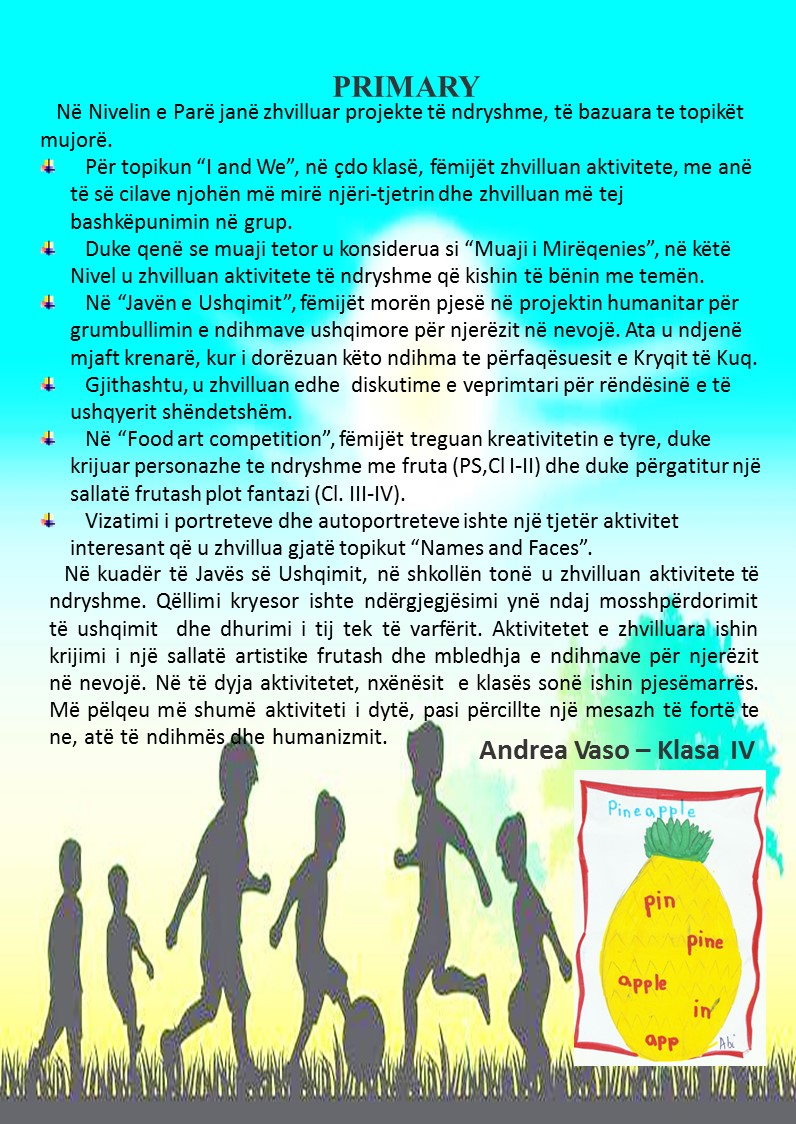 PRIMARY
Në Nivelin e Parë janë zhvilluar projekte të ndryshme, të bazuara te topikët
mujorë.
Për topikun “I and We”, në çdo klasë, fëmijët zhvilluan aktivitete, me anë
të së cilave njohën më mirë njëri-tjetrin dhe zhvilluan më tej
bashkëpunimin në grup.
Duke qenë se muaji tetor u konsiderua si “Muaji i Mirëqenies”, në këtë
Nivel u zhvilluan aktivitete të ndryshme që kishin të bënin me temën.
Në “Javën e Ushqimit”, fëmijët morën pjesë në projektin humanitar për
grumbullimin e ndihmave ushqimore për njerëzit në nevojë. Ata u ndjenë
mjaft krenarë, kur i dorëzuan këto ndihma te përfaqësuesit e Kryqit të Kuq.
Gjithashtu, u zhvilluan edhe diskutime e veprimtari për rëndësinë e të
ushqyerit shëndetshëm.
Në “Food art competition”, fëmijët treguan kreativitetin e tyre, duke
krijuar personazhe te ndryshme me fruta (PS,Cl I-II) dhe duke përgatitur një
sallatë frutash plot fantazi (Cl. III-IV).
Vizatimi i portreteve dhe autoportreteve ishte një tjetër aktivitet
interesant që u zhvillua gjatë topikut “Names and Faces”.
Në kuadër të Javës së Ushqimit, në shkollën tonë u zhvilluan aktivitete të
ndryshme. Qëllimi kryesor ishte ndërgjegjësimi ynë ndaj mosshpërdorimit
të ushqimit dhe dhurimi i tij tek të varfërit. Aktivitetet e zhvilluara ishin
krijimi i një sallatë artistike frutash dhe mbledhja e ndihmave për njerëzit
në nevojë. Në të dyja aktivitetet, nxënësit e klasës sonë ishin pjesëmarrës.
Më pëlqeu më shumë aktiviteti i dytë, pasi përcillte një mesazh të fortë te
ne, atë të ndihmës dhe humanizmit.
Andrea Vaso – Klasa IV
Pineapple
pin
pine
apple
in
app
Abi